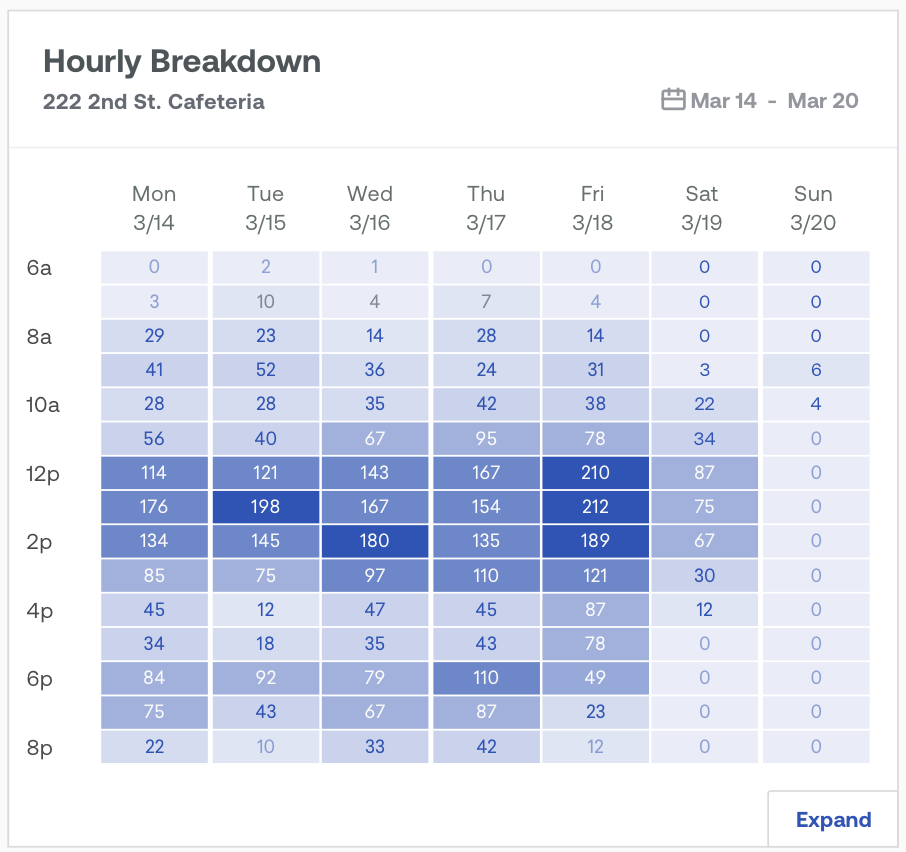 Hourly Breakdown
222 2nd St. Cafeteria
Mar 14 - Mar 20
Mon Tue Wed Thu Fri Sat Sun
3/14 3/15 3/16 3/17 3/18 3/19 3/20
6a 0 2 1 0 0 0 0
3 10 4 7 4 0 0
8a 29 23 14 28 14 0 0
41 52 36 24 31 3 6
10a 28 28 35 42 38 22 4
56 40 67 95 78 34 0
12p 114 121 143 167 210 87 0
176 198 167 154 212 75 0
2p 134 145 180 135 189 67 0
85 75 97 110 121 30 0
4p 45 12 47 45 87 12 0
34 18 35 43 78 0 0
6p 84 92 79 110 49 0 0
75 43 67 87 23 0 0
8p 22 10 33 42 12 0 0
Expand